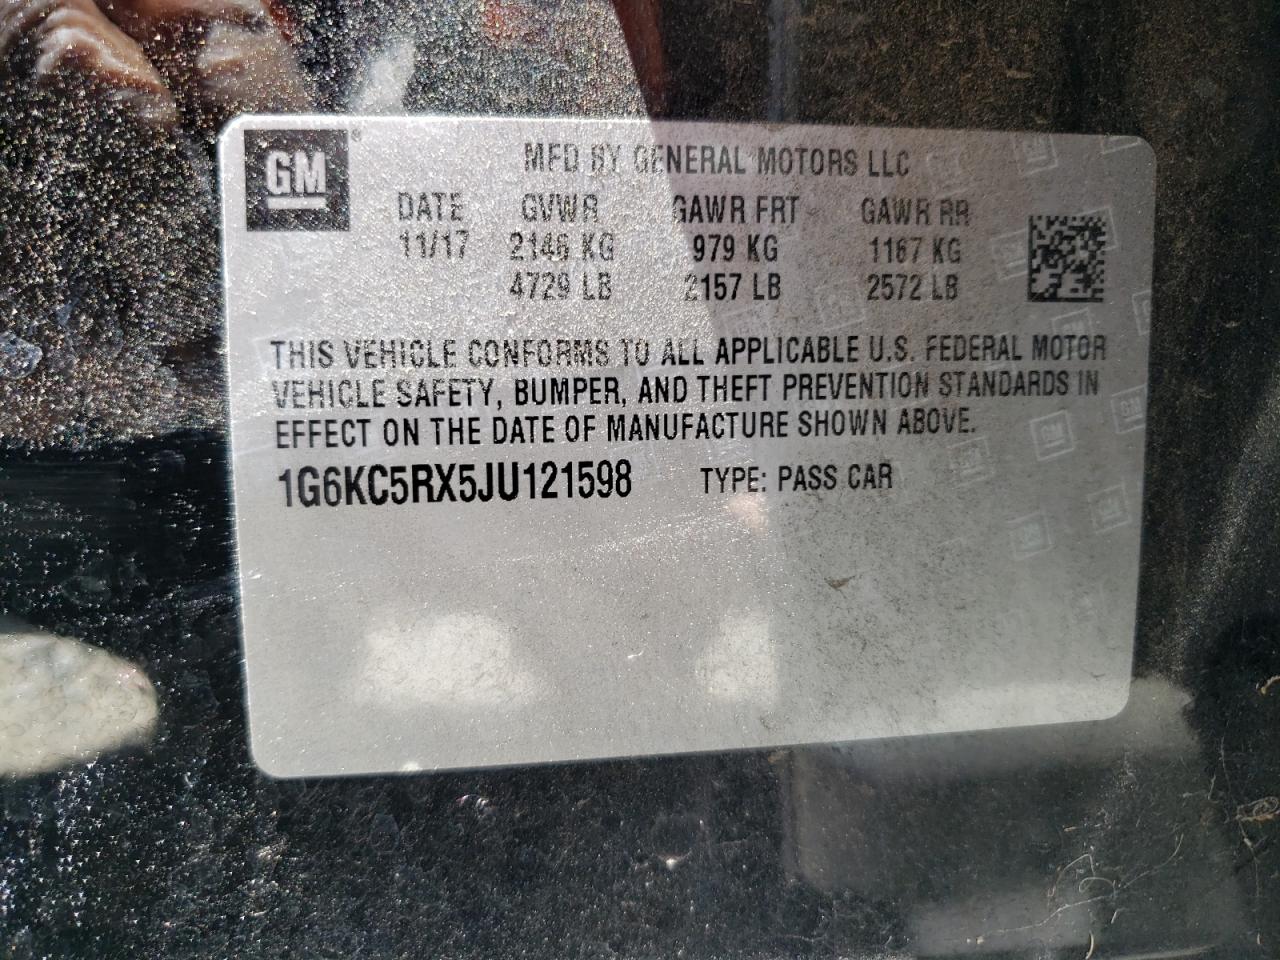 GM®
MFD BY GENERAL MOTORS LLC
DATE GVWR GAWR FRT GAWR RR
11/17 2146 KG 979 KG 1167 KG
4729 LB 2157 LB 2572 LB
THIS VEHICLE CONFORMS TO ALL APPLICABLE U.S. FEDERAL MOTOR
VEHICLE SAFETY, BUMPER, AND THEFT PREVENTION STANDARDS IN
EFFECT ON THE DATE OF MANUFACTURE SHOWN ABOVE.
1G6KC5RX5JU121598 TYPE: PASS CAR